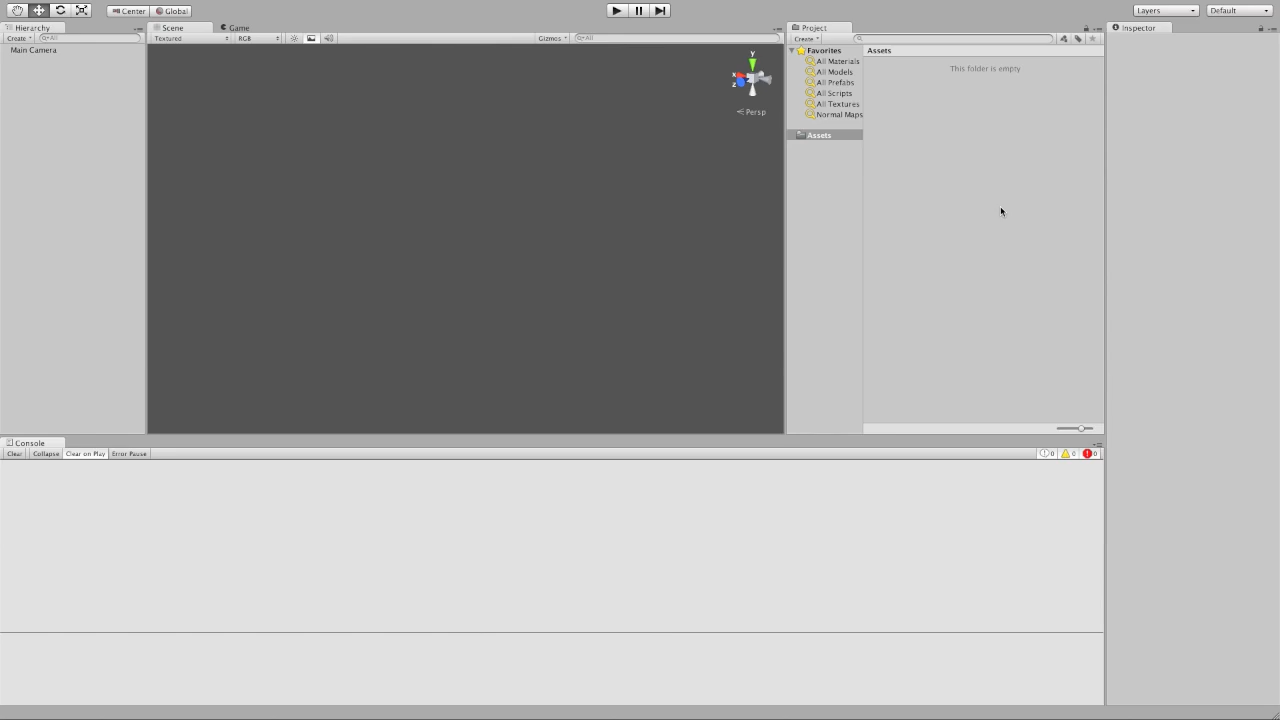 Center Global
Layers Default
Hierarchy
Create All
Main Camera
Scene Game
Textured RGB Gizmos All
y
x
z
Persp
Project
Create
Favorites
All Materials
All Models
All Prefabs
All Scripts
All Textures
Normal Maps
Assets
Assets
This folder is empty
Inspector
Console
Clear Collapse Clear on Play Error Pause 0 0 0